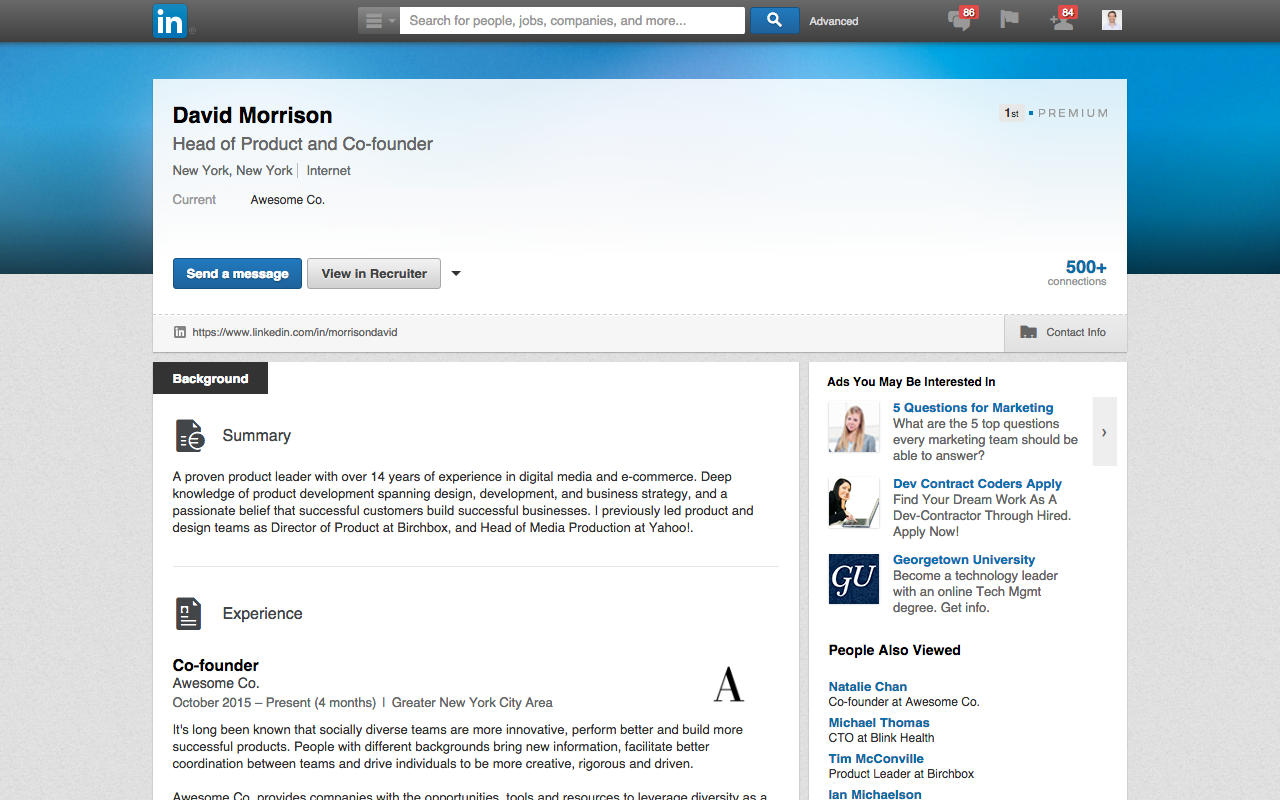 in
Search for people, jobs, companies, and more...
Advanced
86
84
David Morrison
1st
PREMIUM
Head of Product and Co-founder
New York, New York
Internet
Current
Awesome Co.
Send a message
View in Recruiter
500+
connections
in
https://www.linkedin.com/in/morrisondavid
Contact Info
Background
Summary
A proven product leader with over 14 years of experience in digital media and e-commerce. Deep
knowledge of product development spanning design, development, and business strategy, and a
passionate belief that successful customers build successful businesses. I previously led product and
design teams as Director of Product at Birchbox, and Head of Media Production at Yahoo!.
Experience
Co-founder
Awesome Co.
October 2015 – Present (4 months) | Greater New York City Area
A
It's long been known that socially diverse teams are more innovative, perform better and build more
successful products. People with different backgrounds bring new information, facilitate better
coordination between teams and drive individuals to be more creative, rigorous and driven.
Awesome Co. provides companies with the opportunities, tools and resources to leverage diversity as a
Ads You May Be Interested In
5 Questions for Marketing
What are the 5 top questions
every marketing team should be
able to answer?
Dev Contract Coders Apply
Find Your Dream Work As A
Dev-Contractor Through Hired.
Apply Now!
GU
Georgetown University
Become a technology leader
with an online Tech Mgmt
degree. Get info.
People Also Viewed
Natalie Chan
Co-founder at Awesome Co.
Michael Thomas
CTO at Blink Health
Tim McConville
Product Leader at Birchbox
Ian Michaelson